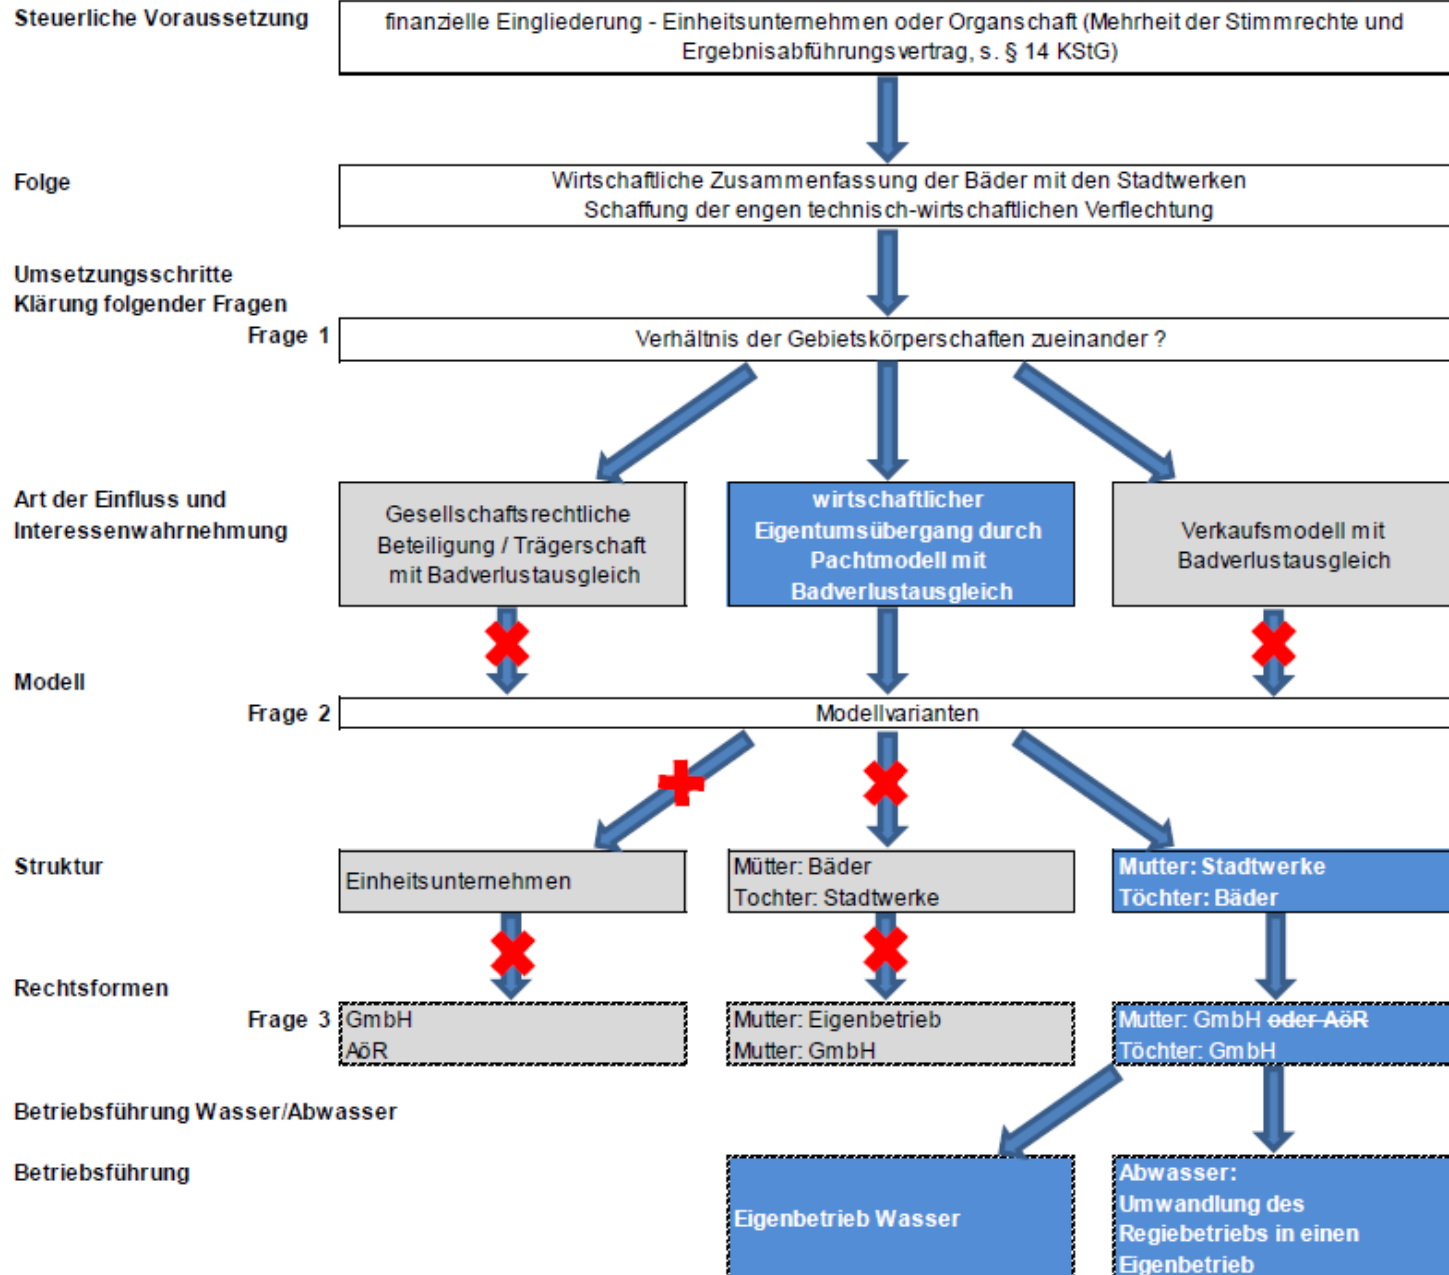 Steuerliche Voraussetzung
finanzielle Eingliederung - Einheitsunternehmen oder Organschaft (Mehrheit der Stimmrechte und
Ergebnisabführungsvertrag, s. § 14 KStG)
Folge
Wirtschaftliche Zusammenfassung der Bäder mit den Stadtwerken
Schaffung der engen technisch-wirtschaftlichen Verflechtung
Umsetzungsschritte
Klärung folgender Fragen
Frage 1
Verhältnis der Gebietskörperschaften zueinander ?
Art der Einfluss und
Interessenwahrnehmung
Gesellschaftsrechtliche
Beteiligung / Trägerschaft
mit Badverlustausgleich
wirtschaftlicher
Eigentumsübergang durch
Pachtmodell mit
Badverlustausgleich
Verkaufsmodell mit
Badverlustausgleich
Modell
Frage 2
Modellvarianten
Struktur
Einheitsunternehmen
Mütter: Bäder
Tochter: Stadtwerke
Mutter: Stadtwerke
Töchter: Bäder
Rechtsformen
Frage 3
GmbH
AöR
Mutter: Eigenbetrieb
Mutter: GmbH
Mutter: GmbH oder AöR
Töchter: GmbH
Betriebsführung Wasser/Abwasser
Betriebsführung
Eigenbetrieb Wasser
Abwasser:
Umwandlung des
Regiebetriebs in einen
Eigenbetrieb